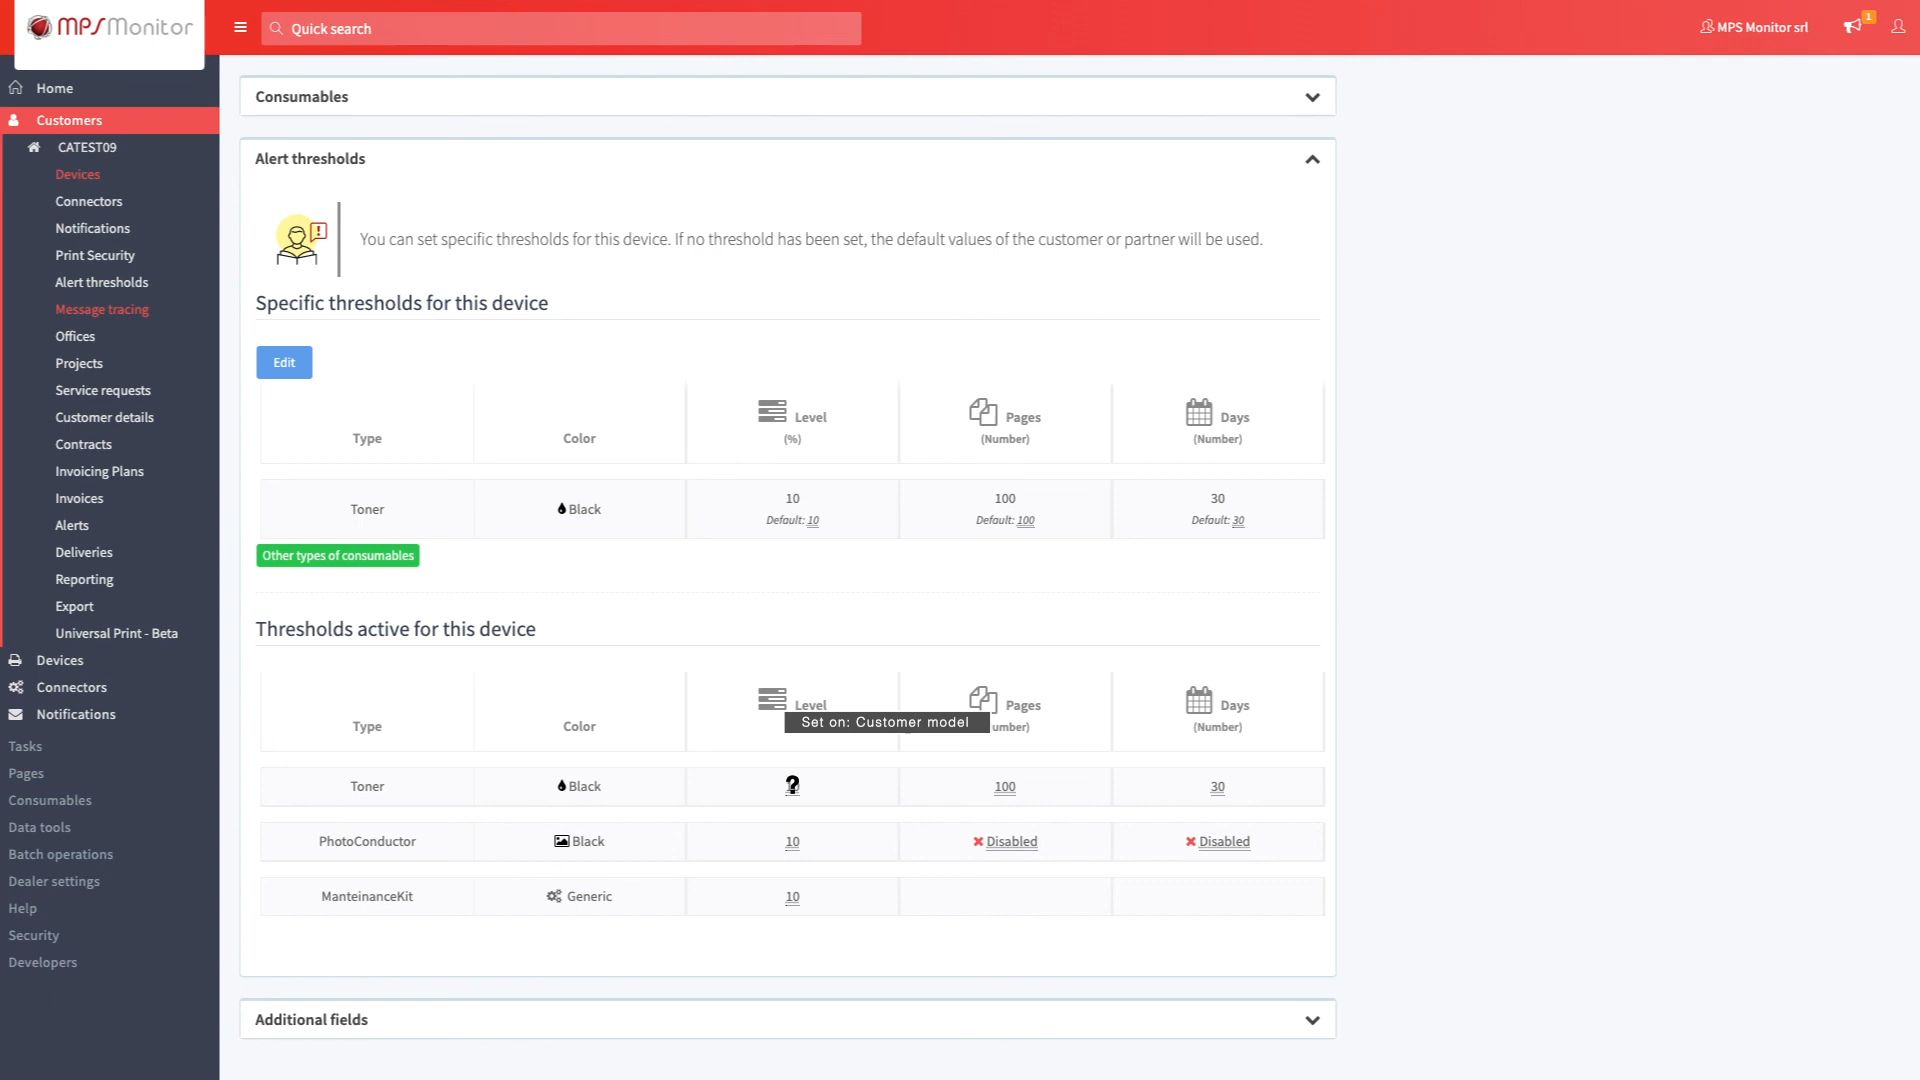 MPSMonitor
Quick search
MPS Monitor srl
1
Home
Customers
CATEST09
Devices
Connectors
Notifications
Print Security
Alert thresholds
Message tracing
Offices
Projects
Service requests
Customer details
Contracts
Invoicing Plans
Invoices
Alerts
Deliveries
Reporting
Export
Universal Print - Beta
Devices
Connectors
Notifications
Tasks
Pages
Consumables
Data tools
Batch operations
Dealer settings
Help
Security
Developers
Consumables
Alert thresholds
You can set specific thresholds for this device. If no threshold has been set, the default values of the customer or partner will be used.
Specific thresholds for this device
Edit
Type Color Level (%) Pages (Number) Days (Number)
Toner Black 10 100 30
Default: 10 Default: 100 Default: 30
Other types of consumables
Thresholds active for this device
Type Color Level Pages Days (Number)
Set on: Customer model
Toner Black 100 30
PhotoConductor Black 10 Disabled Disabled
ManteinanceKit Generic 10
Additional fields